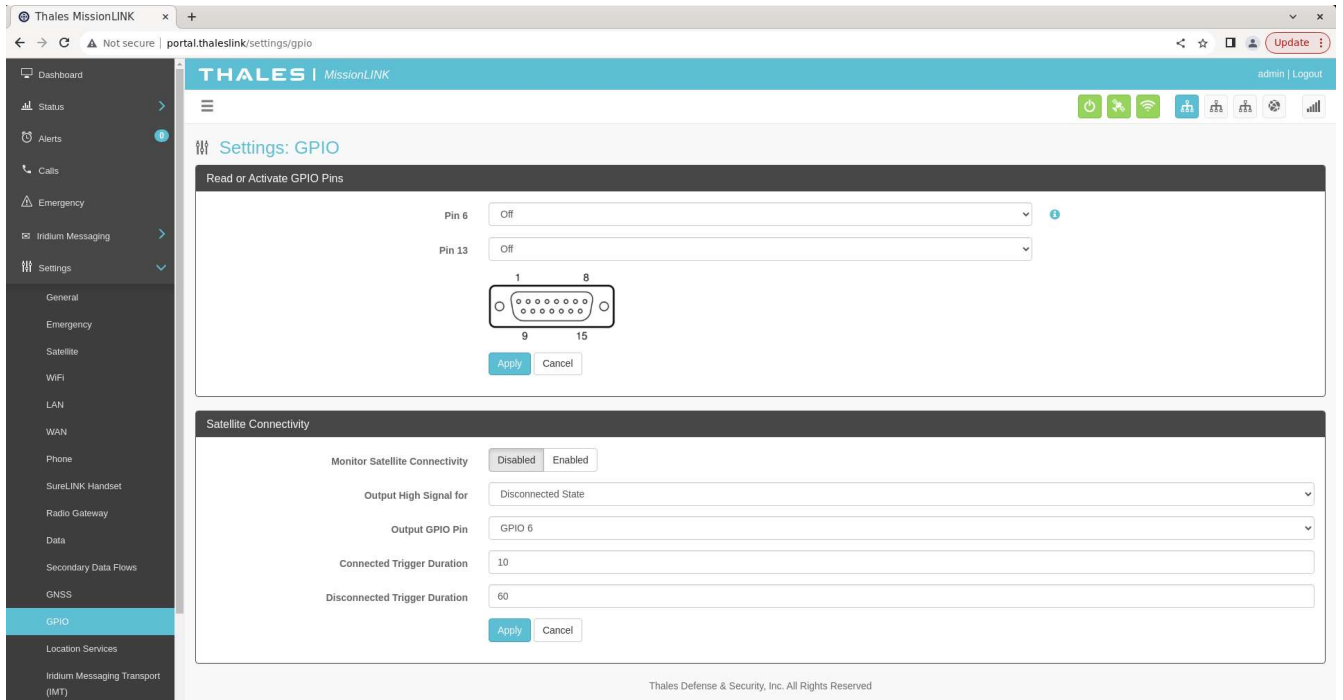 Thales MissionLINK
Not secure | portal.thaleslink/settings/gpio
Update
Dashboard
Status
Alerts
0
Calls
Emergency
Iridium Messaging
Settings
General
Emergency
Satellite
WiFi
LAN
WAN
Phone
SureLINK Handset
Radio Gateway
Data
Secondary Data Flows
GNSS
GPIO
Location Services
Iridium Messaging Transport
(IMT)
THALES | MissionLINK
admin | Logout
Settings: GPIO
Read or Activate GPIO Pins
Pin 6 Off
Pin 13 Off
1 8
9 15
Apply Cancel
Satellite Connectivity
Monitor Satellite Connectivity Disabled Enabled
Output High Signal for Disconnected State
Output GPIO Pin GPIO 6
Connected Trigger Duration 10
Disconnected Trigger Duration 60
Apply Cancel
Thales Defense & Security, Inc. All Rights Reserved